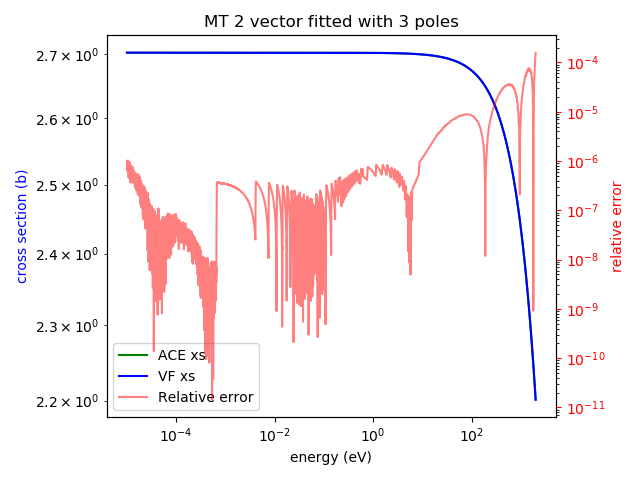 MT 2 vector fitted with 3 poles
2.7 × 10⁰
2.6 × 10⁰
2.5 × 10⁰
2.4 × 10⁰
2.3 × 10⁰
2.2 × 10⁰
cross section (b)
10⁻⁴
10⁻⁵
10⁻⁶
10⁻⁷
10⁻⁸
10⁻⁹
10⁻¹⁰
10⁻¹¹
relative error
ACE xs
VF xs
Relative error
10⁻⁴
10⁻²
10⁰
10²
energy (eV)